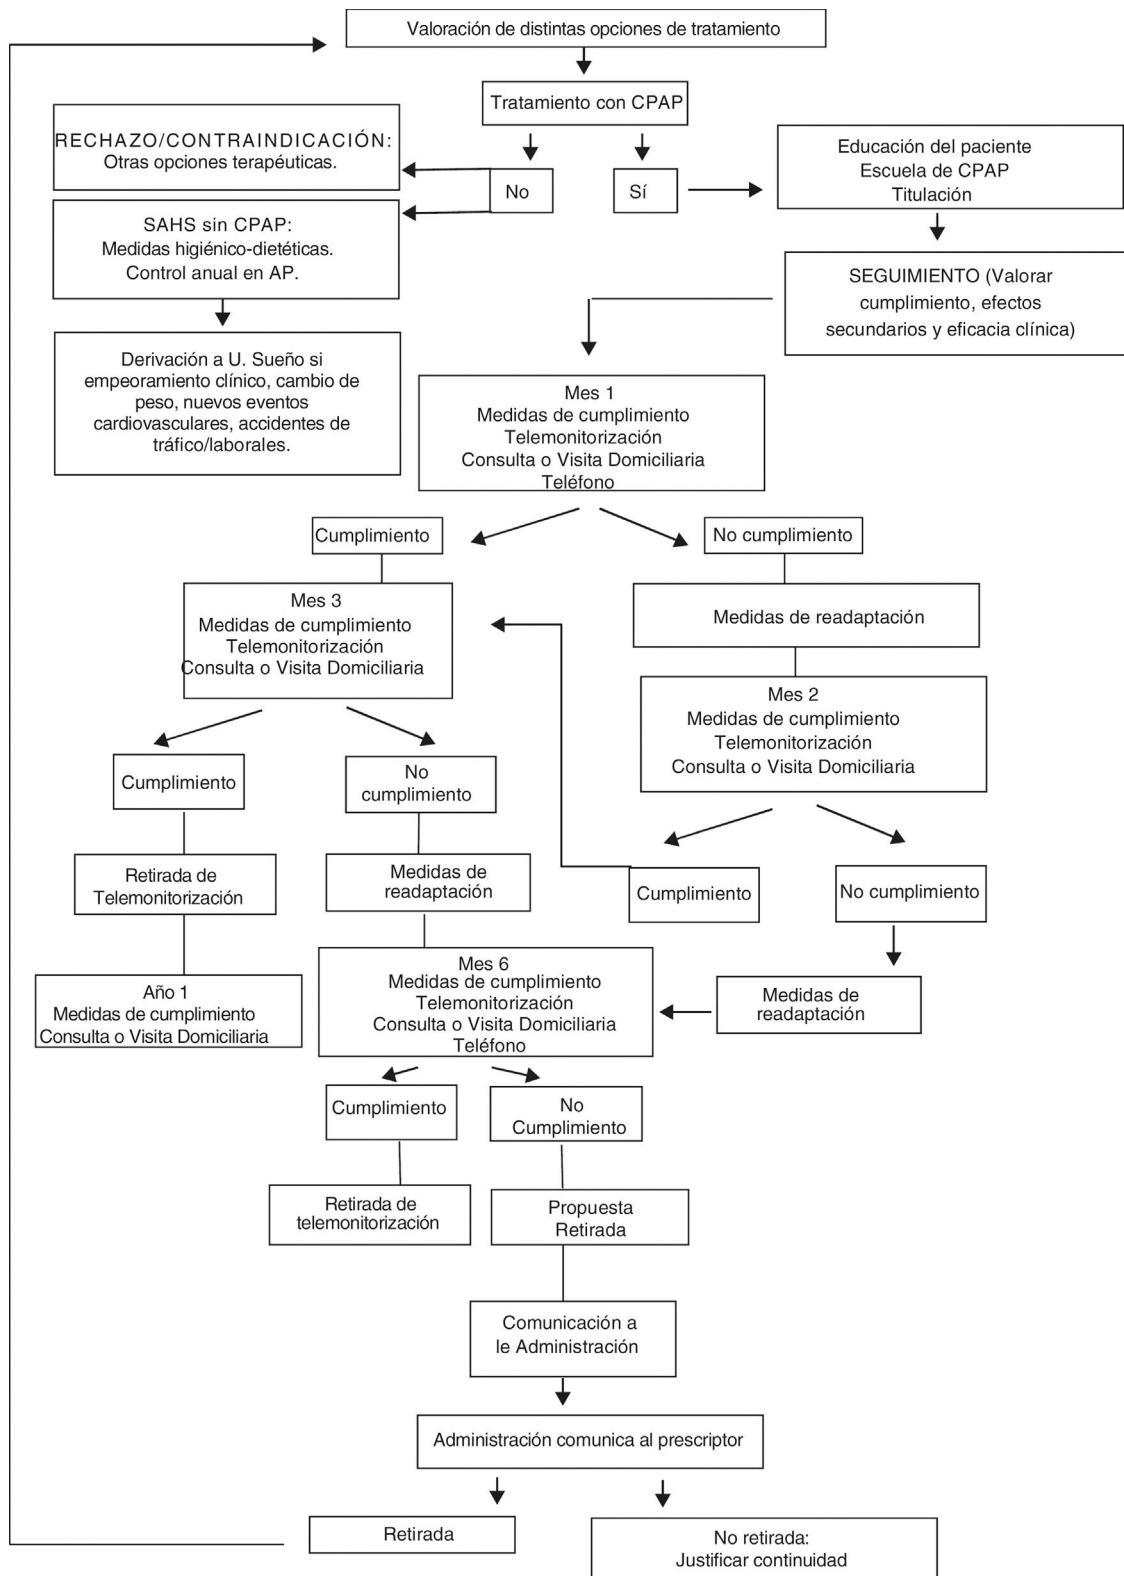 Valoración de distintas opciones de tratamiento
Tratamiento con CPAP
RECHAZO/CONTRAINDICACIÓN:
Otras opciones terapéuticas.
No
Sí
Educación del paciente
Escuela de CPAP
Titulación
SAHS sin CPAP:
Medidas higiénico-dietéticas.
Control anual en AP.
SEGUIMIENTO (Valorar
cumplimiento, efectos
secundarios y eficacia clínica)
Derivación a U. Sueño si
empeoramiento clínico, cambio de
peso, nuevos eventos
cardiovasculares, accidentes de
tráfico/laborales.
Mes 1
Medidas de cumplimiento
Telemonitorización
Consulta o Visita Domiciliaria
Teléfono
Cumplimiento
No cumplimiento
Mes 3
Medidas de cumplimiento
Telemonitorización
Consulta o Visita Domiciliaria
Medidas de readaptación
Mes 2
Medidas de cumplimiento
Telemonitorización
Consulta o Visita Domiciliaria
Cumplimiento
No
cumplimiento
Cumplimiento
No cumplimiento
Retirada de
Telemonitorización
Medidas de
readaptación
Año 1
Medidas de cumplimiento
Consulta o Visita Domiciliaria
Mes 6
Medidas de cumplimiento
Telemonitorización
Consulta o Visita Domiciliaria
Teléfono
Medidas de
readaptación
Cumplimiento
No
Cumplimiento
Retirada de
telemonitorización
Propuesta
Retirada
Comunicación a
le Administración
Administración comunica al prescriptor
Retirada
No retirada:
Justificar continuidad